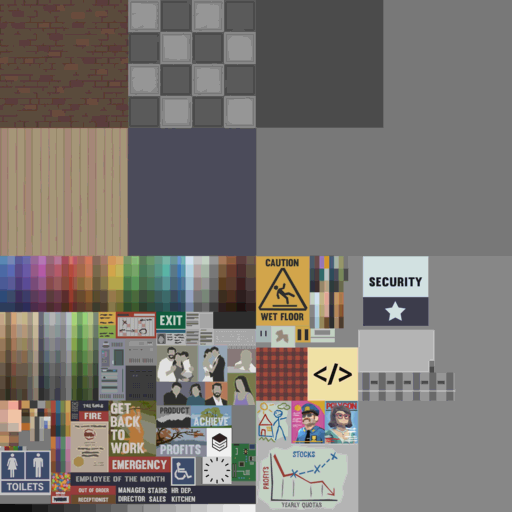 CAUTION
WET FLOOR
SECURITY
EXIT
</>
FIRE
GET
BACK
TO
WORK
PRODUCT
ACHIEVE
PROFITS
EMERGENCY
EMPLOYEE OF THE MONTH
TOILETS
OUT OF ORDER
RECEPTIONIST
MANAGER STAIRS HR DEP.
DIRECTOR SALES KITCHEN
STOCKS
PROFITS
YEARLY QUOTAS